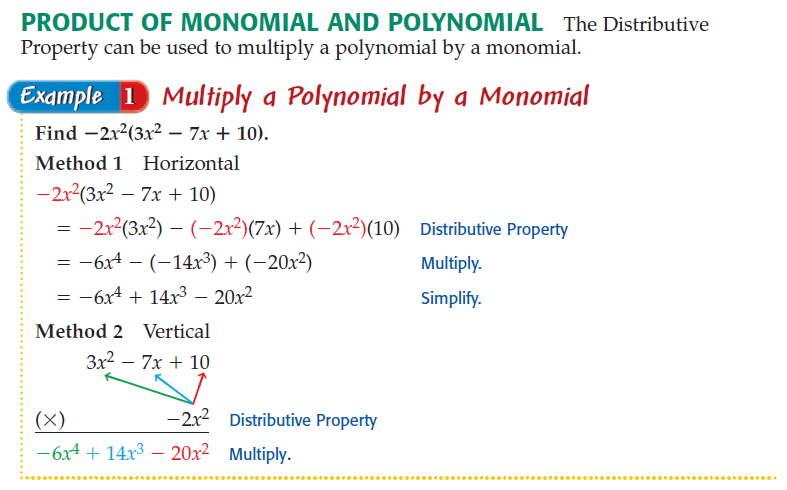 PRODUCT OF MONOMIAL AND POLYNOMIAL The Distributive
Property can be used to multiply a polynomial by a monomial.
Example 1 Multiply a Polynomial by a Monomial
Find −2x²(3x² − 7x + 10).
Method 1 Horizontal
−2x²(3x² − 7x + 10)
= −2x²(3x²) − (−2x²)(7x) + (−2x²)(10) Distributive Property
= −6x⁴ − (−14x³) + (−20x²) Multiply.
= −6x⁴ + 14x³ − 20x² Simplify.
Method 2 Vertical
3x² − 7x + 10
(×) −2x² Distributive Property
−6x⁴ + 14x³ − 20x² Multiply.